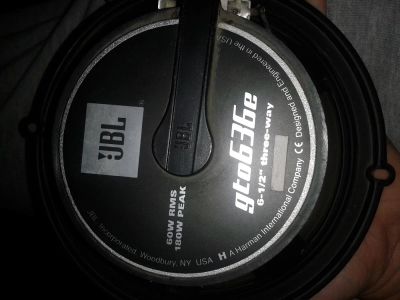 JBL
JBL
gto636e
6-1/2" three-way
60W RMS
180W PEAK
JBL Incorporated Woodbury, NY USA H A Harman International Company CE Designed and Engineered in the USA